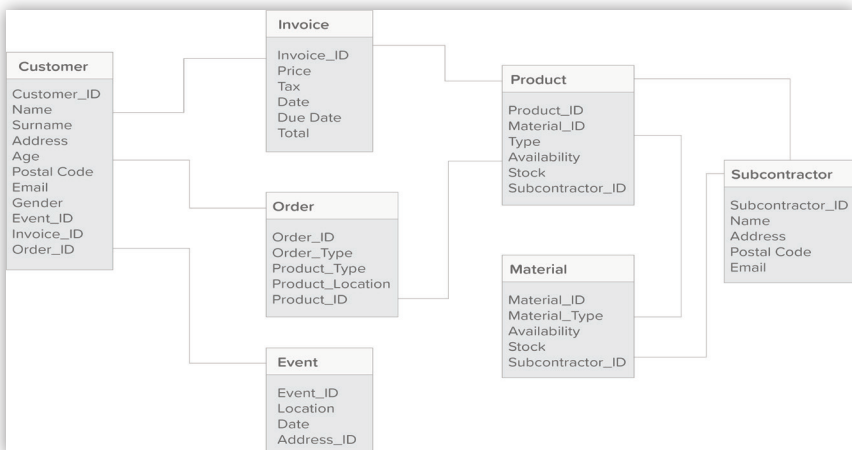 Customer
Customer_ID
Name
Surname
Address
Age
Postal Code
Email
Gender
Event_ID
Invoice_ID
Order_ID
Invoice
Invoice_ID
Price
Tax
Date
Due Date
Total
Order
Order_ID
Order_Type
Product_Type
Product_Location
Product_ID
Event
Event_ID
Location
Date
Address_ID
Product
Product_ID
Material_ID
Type
Availability
Stock
Subcontractor_ID
Material
Material_ID
Material_Type
Availability
Stock
Subcontractor_ID
Subcontractor
Subcontractor_ID
Name
Address
Postal Code
Email